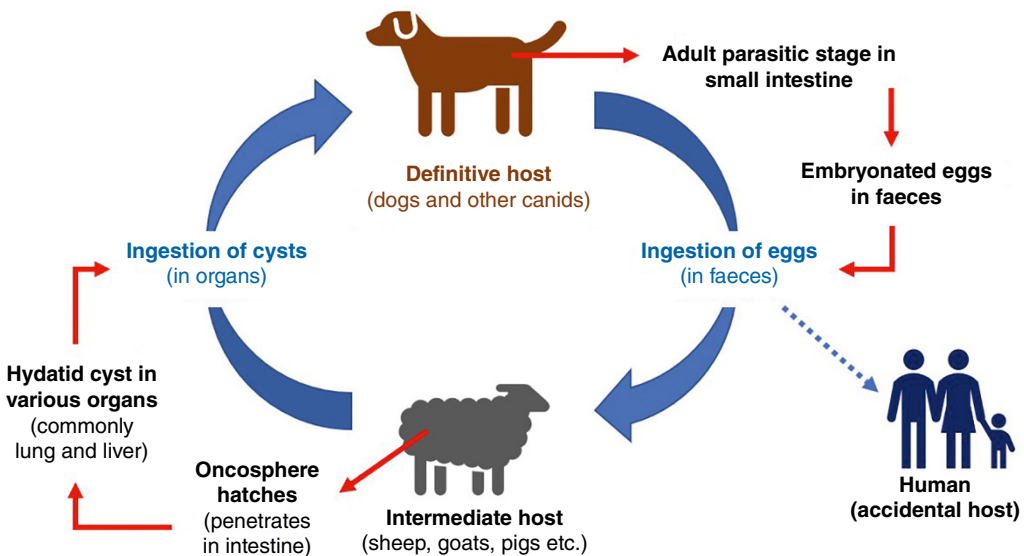 Adult parasitic stage in
small intestine
Definitive host
(dogs and other canids)
Embryonated eggs
in faeces
Ingestion of cysts
(in organs)
Ingestion of eggs
(in faeces)
Hydatid cyst in
various organs
(commonly
lung and liver)
Oncosphere
hatches
(penetrates
in intestine)
Intermediate host
(sheep, goats, pigs etc.)
Human
(accidental host)